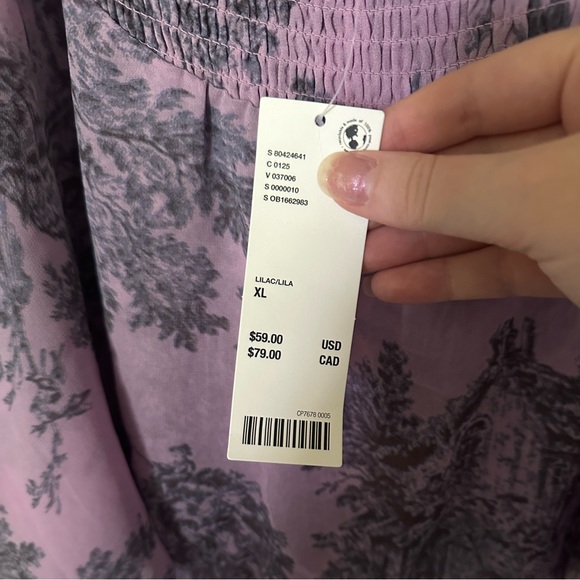 S 80424641
C 0125
V 037006
S 0000010
S OB1662983
LILAC/LILA
XL
$59.00 USD
$79.00 CAD
CP7678 0005